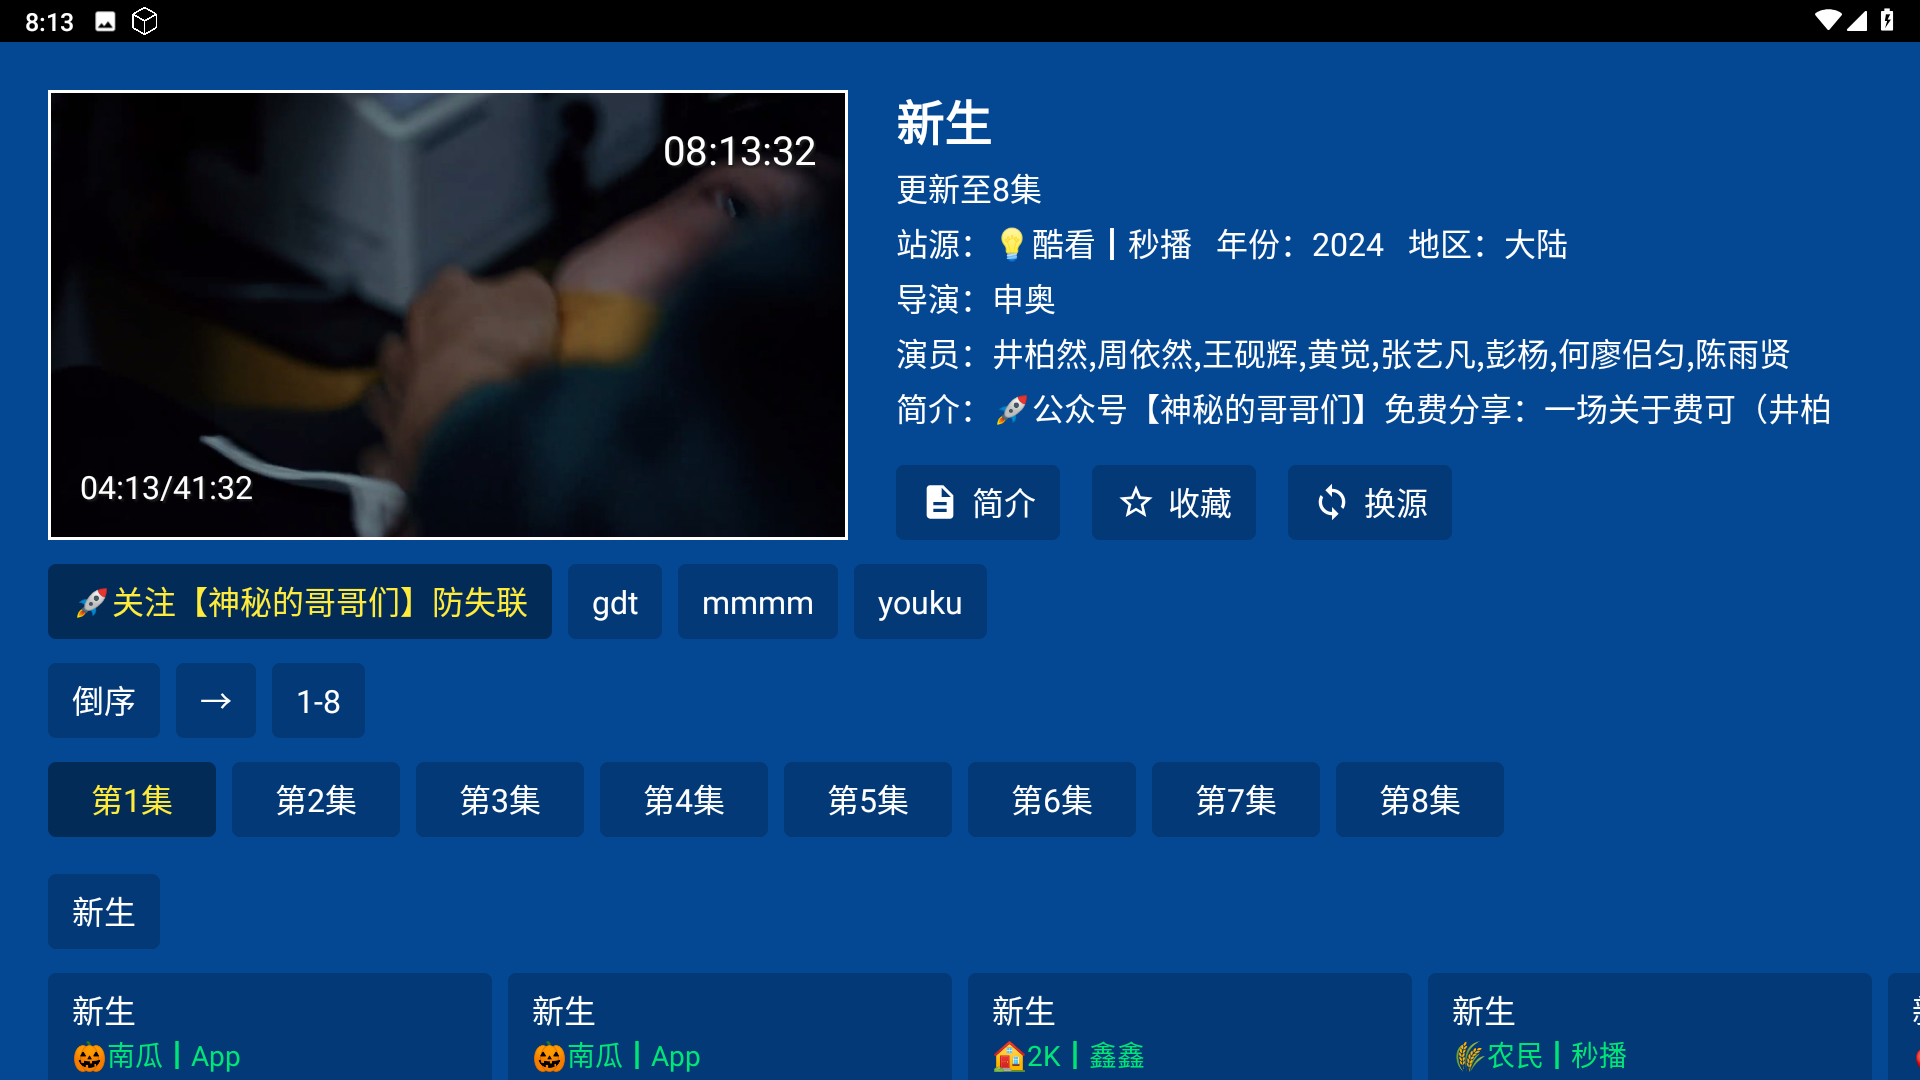 8:13
08:13:32
04:13/41:32
新生
更新至8集
站源：💡酷看┃秒播 年份：2024 地区：大陆
导演：申奥
演员：井柏然,周依然,王砚辉,黄觉,张艺凡,彭杨,何廖侣匀,陈雨贤
简介：🚀公众号【神秘的哥哥们】免费分享：一场关于费可（井柏
简介 收藏 换源
🚀关注【神秘的哥哥们】防失联 gdt mmmm youku
倒序 → 1-8
第1集 第2集 第3集 第4集 第5集 第6集 第7集 第8集
新生
新生 新生 新生 新生
🎃南瓜┃App 🎃南瓜┃App 🏠2K┃鑫鑫 🌾农民┃秒播